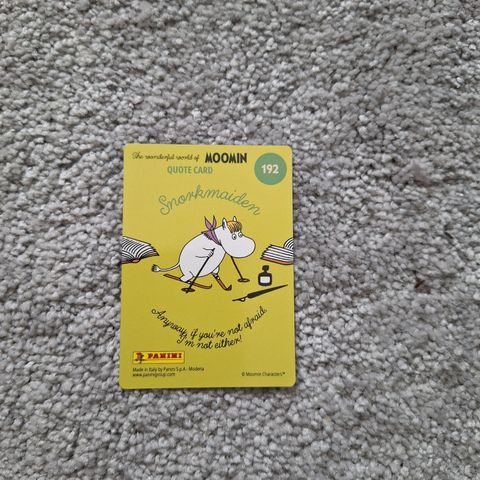 The wonderful world of MOOMIN
QUOTE CARD
192
Snorkmaiden
Anyway, if you're not afraid,
I'm not either!
PANINI
Made in Italy by Panini S.p.A - Modena
www.paninigroup.com
© Moomin Characters™